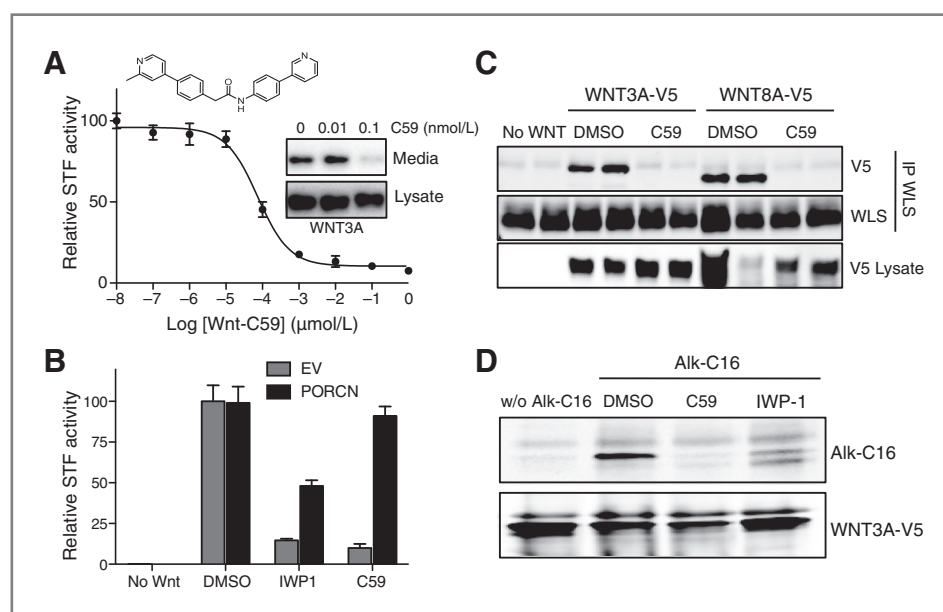 A
N
O
N
H
N
100
50
0
Relative STF activity
–8 –7 –6 –5 –4 –3 –2 –1 0
Log [Wnt-C59] (µmol/L)
0 0.01 0.1 C59 (nmol/L)
Media
Lysate
WNT3A
B
EV
PORCN
100
75
50
25
0
Relative STF activity
No Wnt DMSO IWP1 C59
C
WNT3A-V5 WNT8A-V5
No WNT DMSO C59 DMSO C59
V5
WLS
IP WLS
V5 Lysate
D
Alk-C16
w/o Alk-C16 DMSO C59 IWP-1
Alk-C16
WNT3A-V5